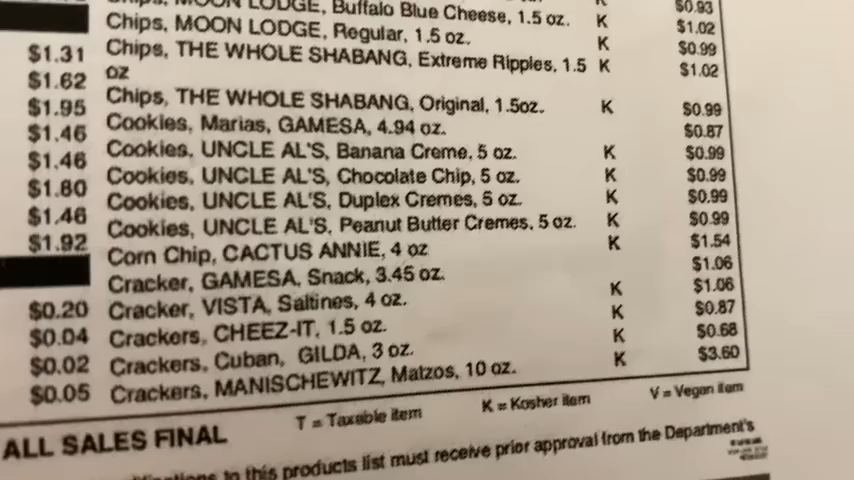 MOON LODGE, Buffalo Blue Cheese, 1.5 oz. K $0.93
Chips, MOON LODGE, Regular, 1.5 oz. K $1.02
$1.31 Chips, THE WHOLE SHABANG, Extreme Ripples, 1.5 K $0.99
$1.62 oz $1.02
$1.95 Chips, THE WHOLE SHABANG, Original, 1.5oz. K $0.99
$1.46 Cookies, Marias, GAMESA, 4.94 oz. $0.87
$1.46 Cookies, UNCLE AL'S, Banana Creme, 5 oz. K $0.99
$1.80 Cookies, UNCLE AL'S, Chocolate Chip, 5 oz. K $0.99
$1.46 Cookies, UNCLE AL'S, Duplex Cremes, 5 oz. K $0.99
$1.92 Cookies, UNCLE AL'S, Peanut Butter Cremes, 5 oz. K $0.99
Corn Chip, CACTUS ANNIE, 4 oz K $1.54
Cracker, GAMESA, Snack, 3.45 oz. $1.06
$0.20 Cracker, VISTA, Saltines, 4 oz. K $1.06
$0.04 Crackers, CHEEZ-IT, 1.5 oz. K $0.87
$0.02 Crackers, Cuban, GILDA, 3 oz. K $0.68
$0.05 Crackers, MANISCHEWITZ, Matzos, 10 oz. K $3.60
T = Taxable item K = Kosher item V = Vegan item
ALL SALES FINAL
to this products list must receive prior approval from the Department's